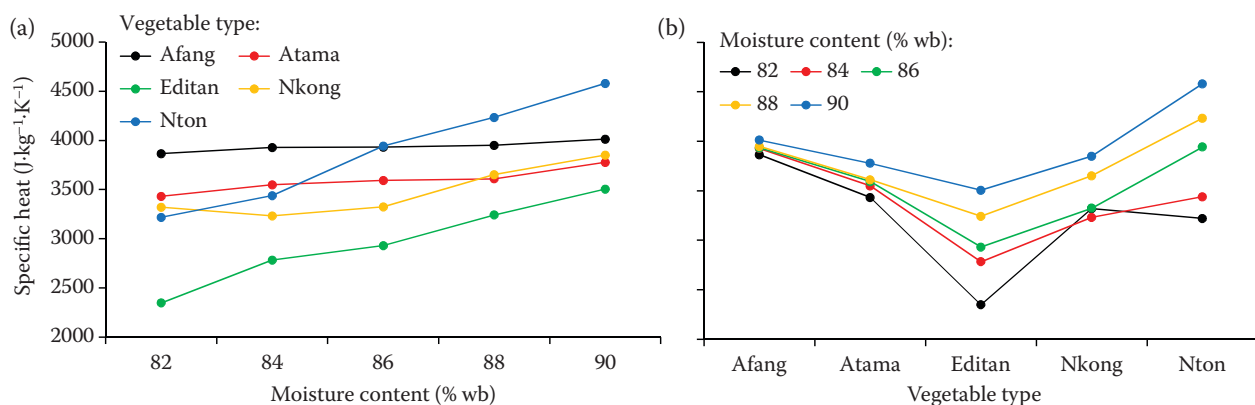 (a)
Vegetable type:
Afang Atama
Editan Nkong
Nton
Specific heat (J·kg⁻¹·K⁻¹)
5000
4500
4000
3500
3000
2500
2000
82 84 86 88 90
Moisture content (% wb)
(b)
Moisture content (% wb):
82 84 86
88 90
Afang Atama Editan Nkong Nton
Vegetable type